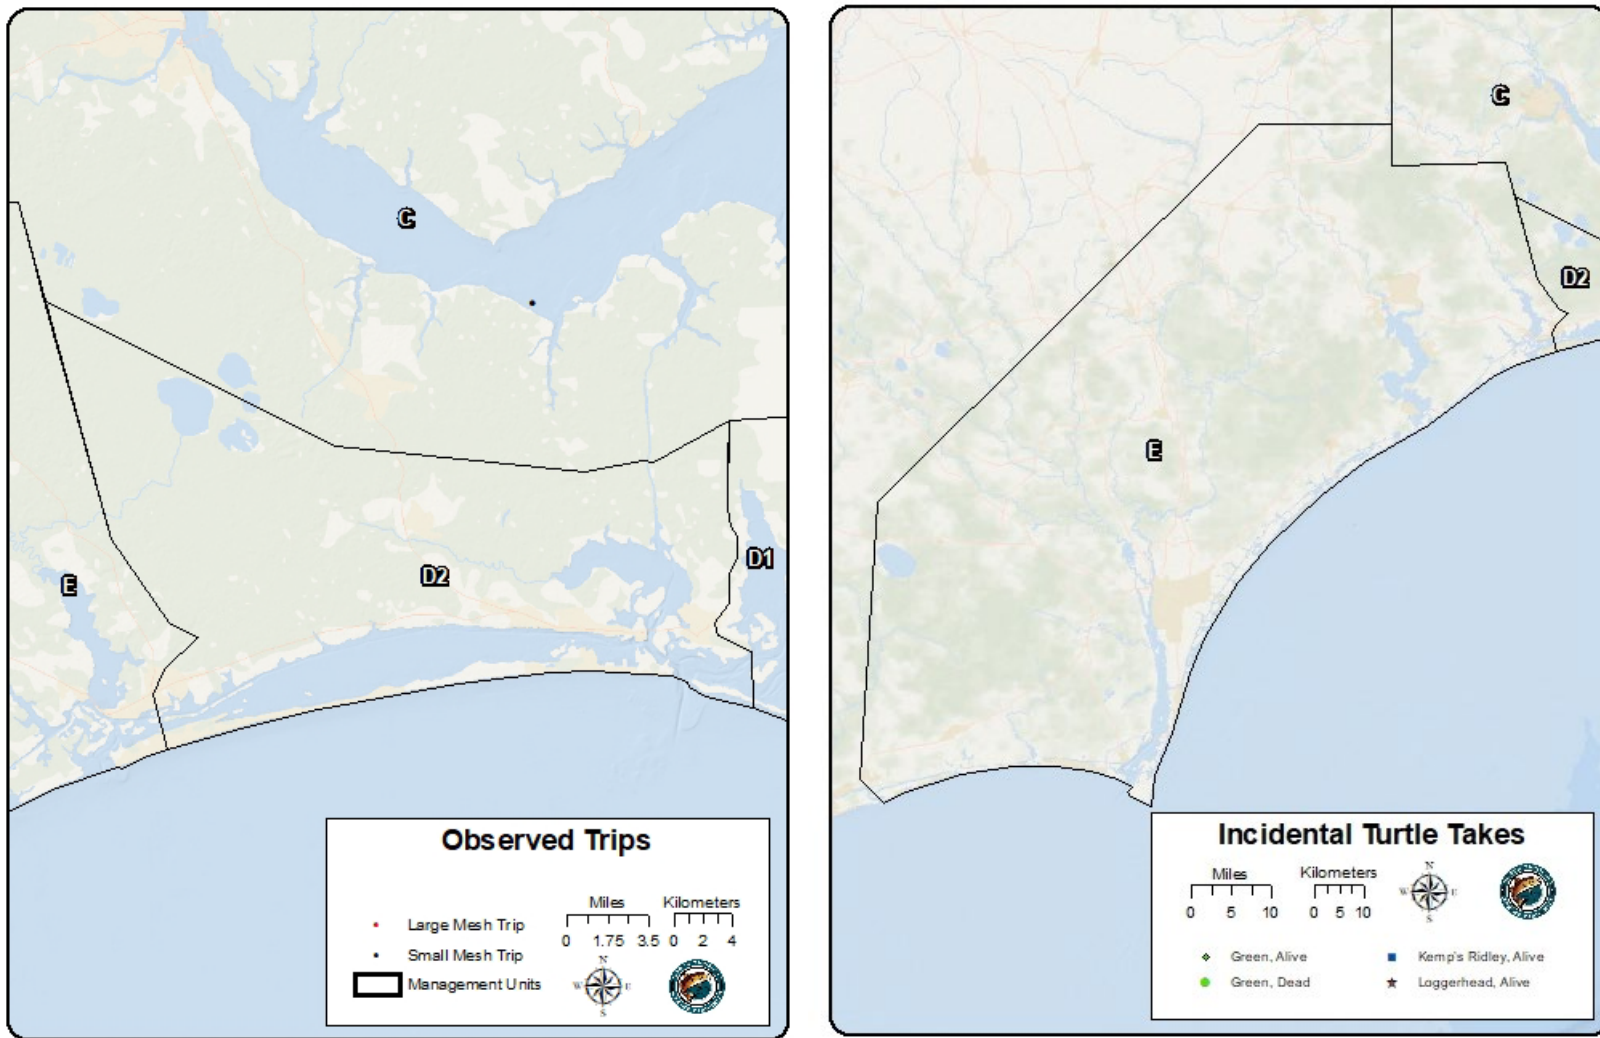 C
E
D2
D1
Observed Trips
Miles
Kilometers
Large Mesh Trip
0 1.75 3.5 0 2 4
Small Mesh Trip
N
Management Units
W E
S
C
D2
E
Incidental Turtle Takes
Miles
Kilometers
N
W E
0 5 10 0 5 10
S
Green, Alive
Kemp's Ridley, Alive
Green, Dead
Loggerhead, Alive